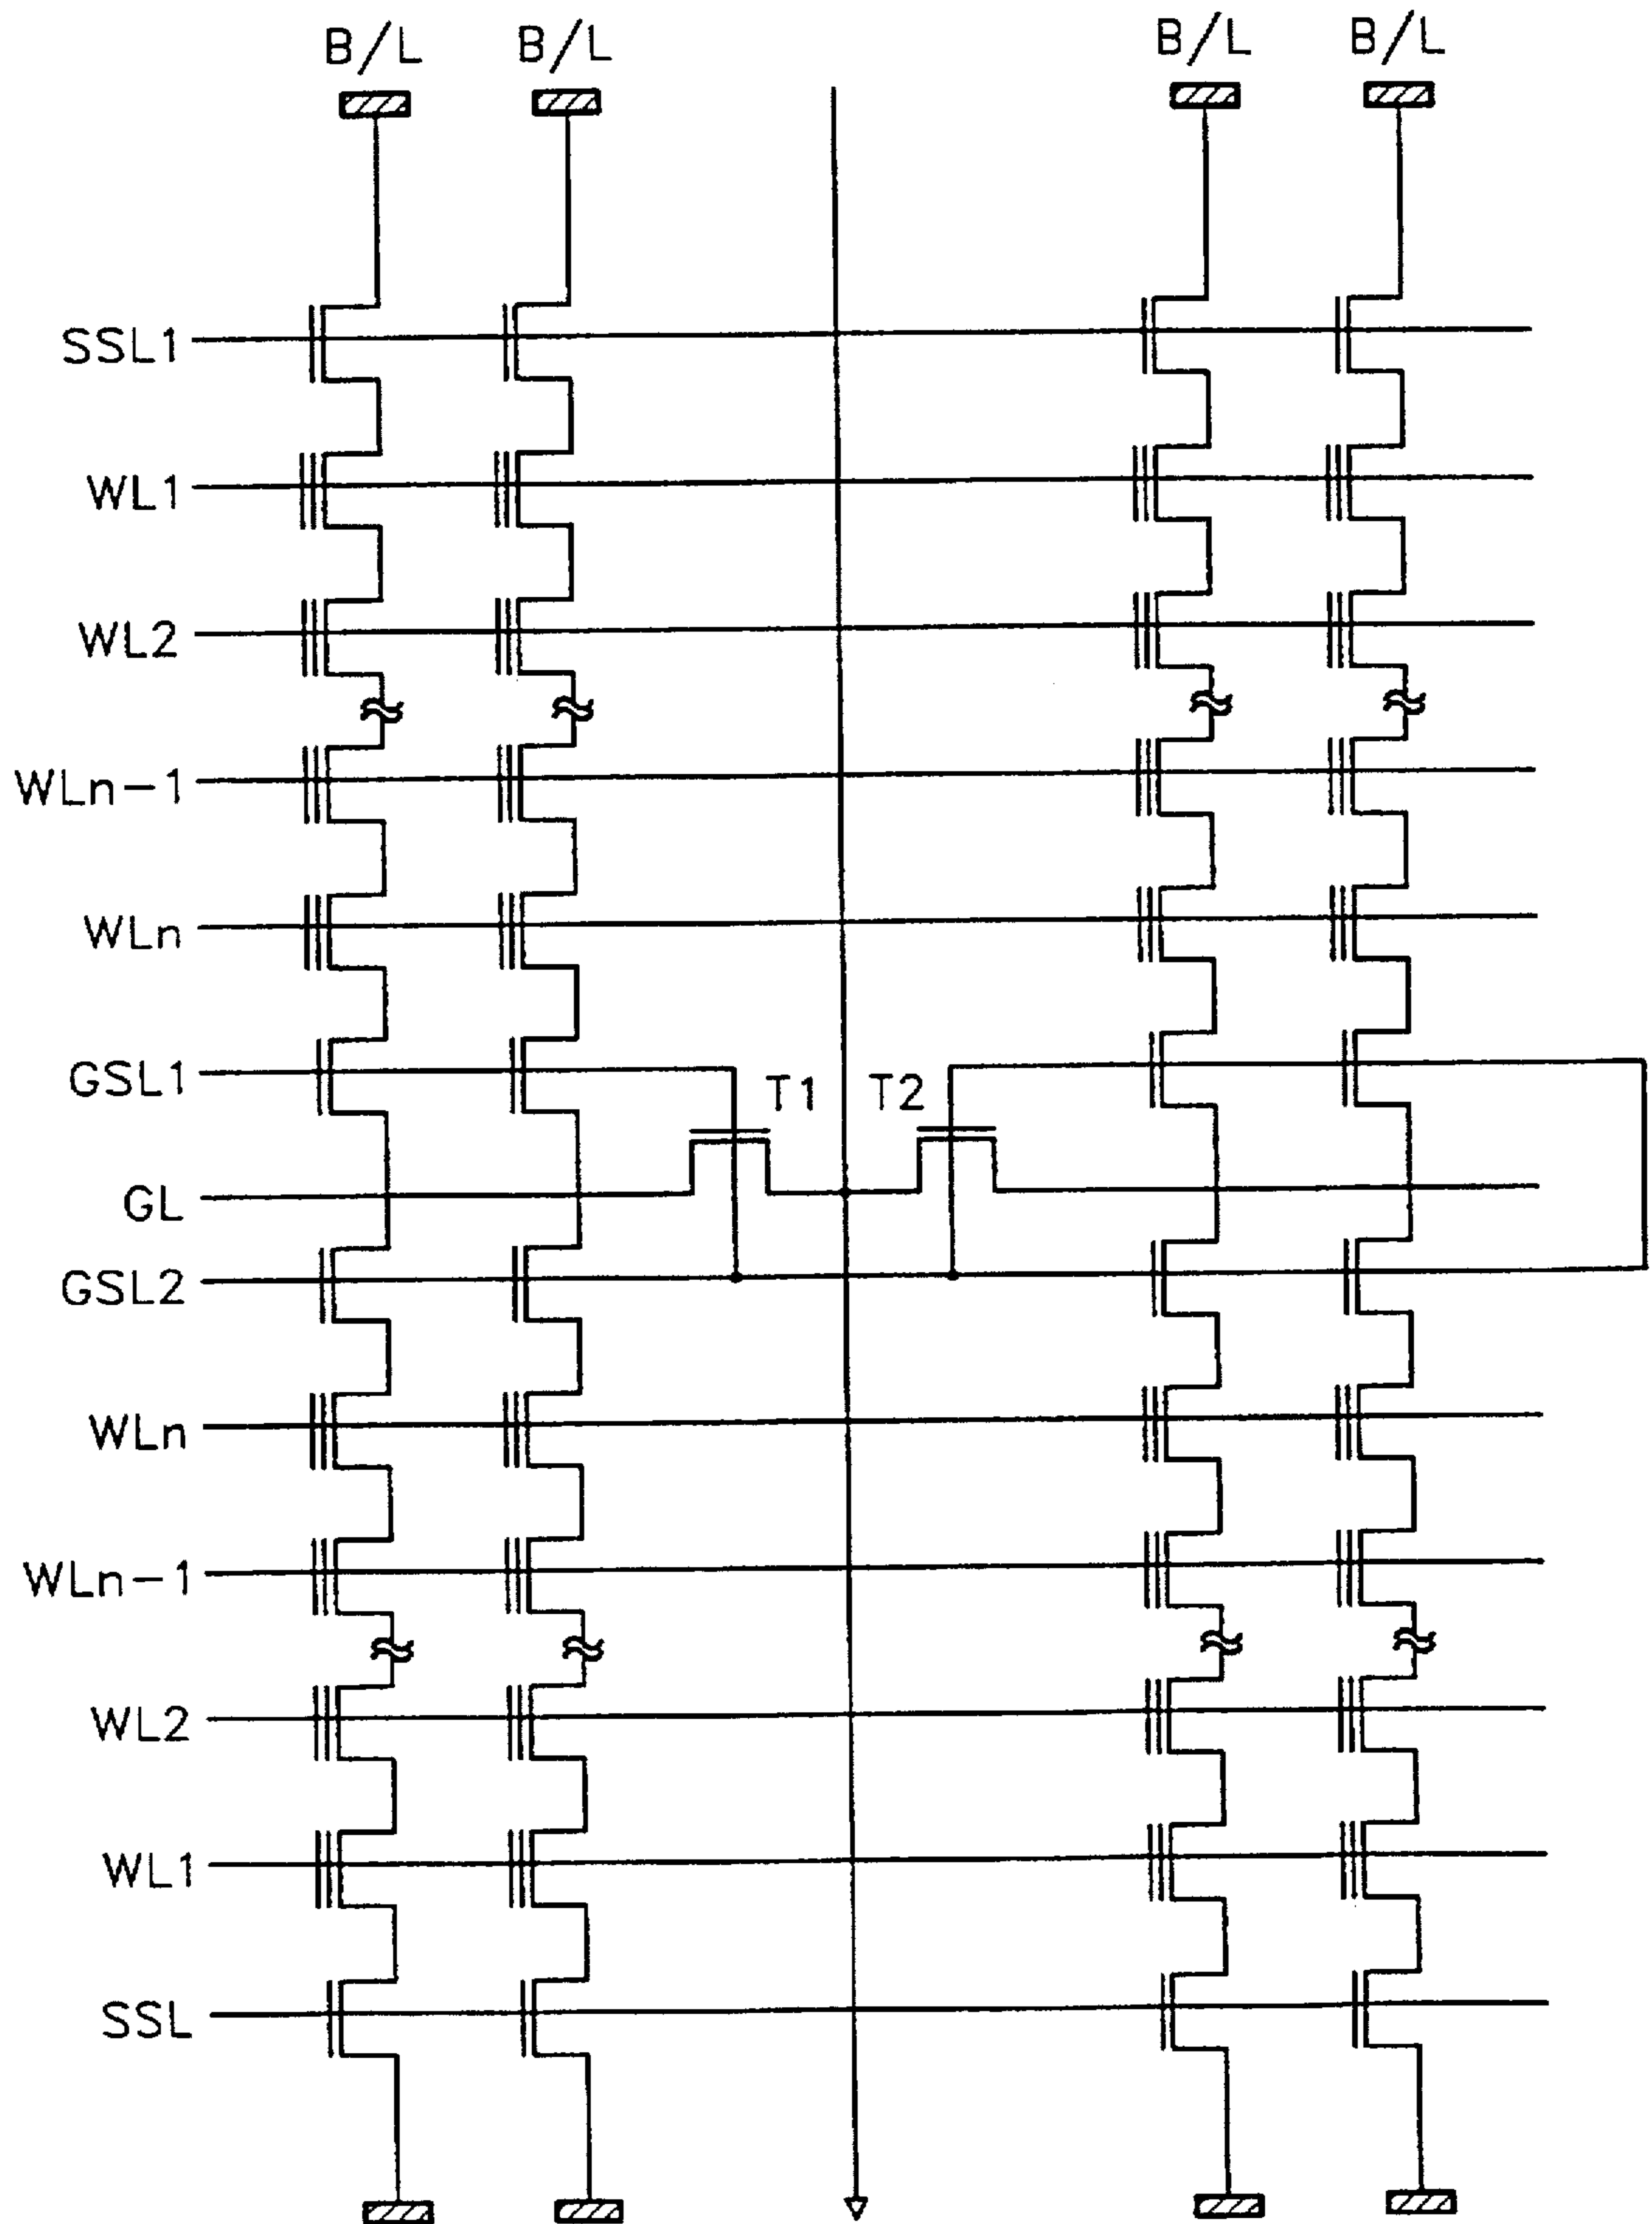 B/L B/L B/L B/L
SSL1
WL1
WL2
WLn-1
WLn
GSL1
T1 T2
GL
GSL2
WLn
WLn-1
WL2
WL1
SSL